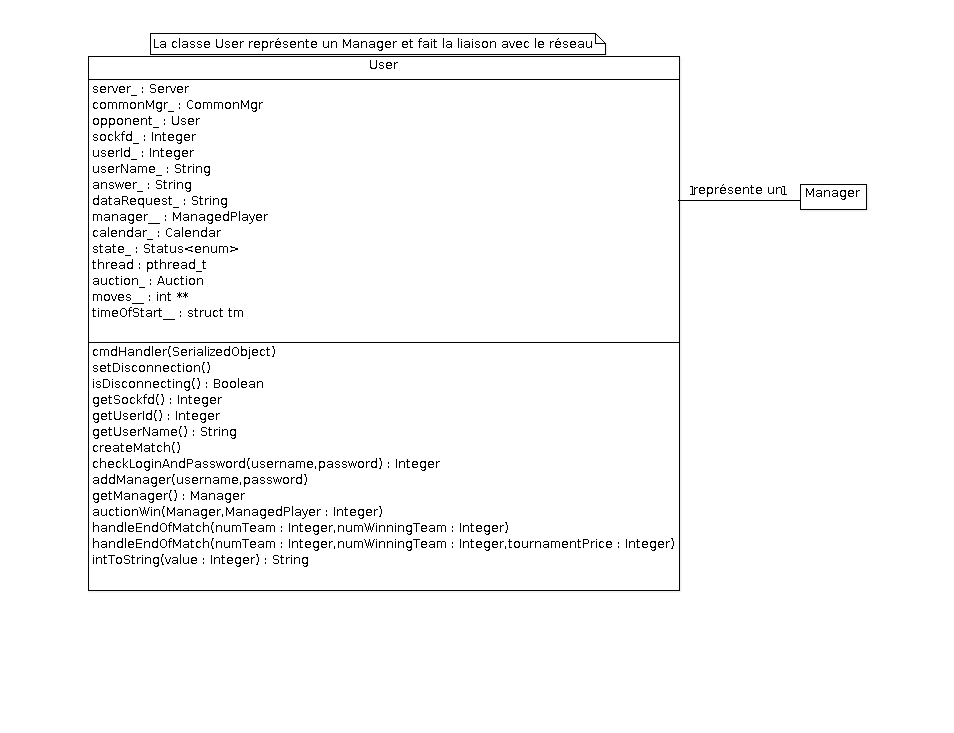 La classe User représente un Manager et fait la liaison avec le réseau
User
server_ : Server
commonMgr_ : CommonMgr
opponent_ : User
sockfd_ : Integer
userId_ : Integer
userName_ : String
answer_ : String
dataRequest_ : String
manager__ : ManagedPlayer
calendar_ : Calendar
state_ : Status<enum>
thread : pthread_t
auction_ : Auction
moves__ : int **
timeOfStart__ : struct tm
1 représente un 1
Manager
cmdHandler(SerializedObject)
setDisconnection()
isDisconnecting() : Boolean
getSockfd() : Integer
getUserId() : Integer
getUserName() : String
createMatch()
checkLoginAndPassword(username,password) : Integer
addManager(username,password)
getManager() : Manager
auctionWin(Manager,ManagedPlayer : Integer)
handleEndOfMatch(numTeam : Integer,numWinningTeam : Integer)
handleEndOfMatch(numTeam : Integer,numWinningTeam : Integer,tournamentPrice : Integer)
intToString(value : Integer) : String